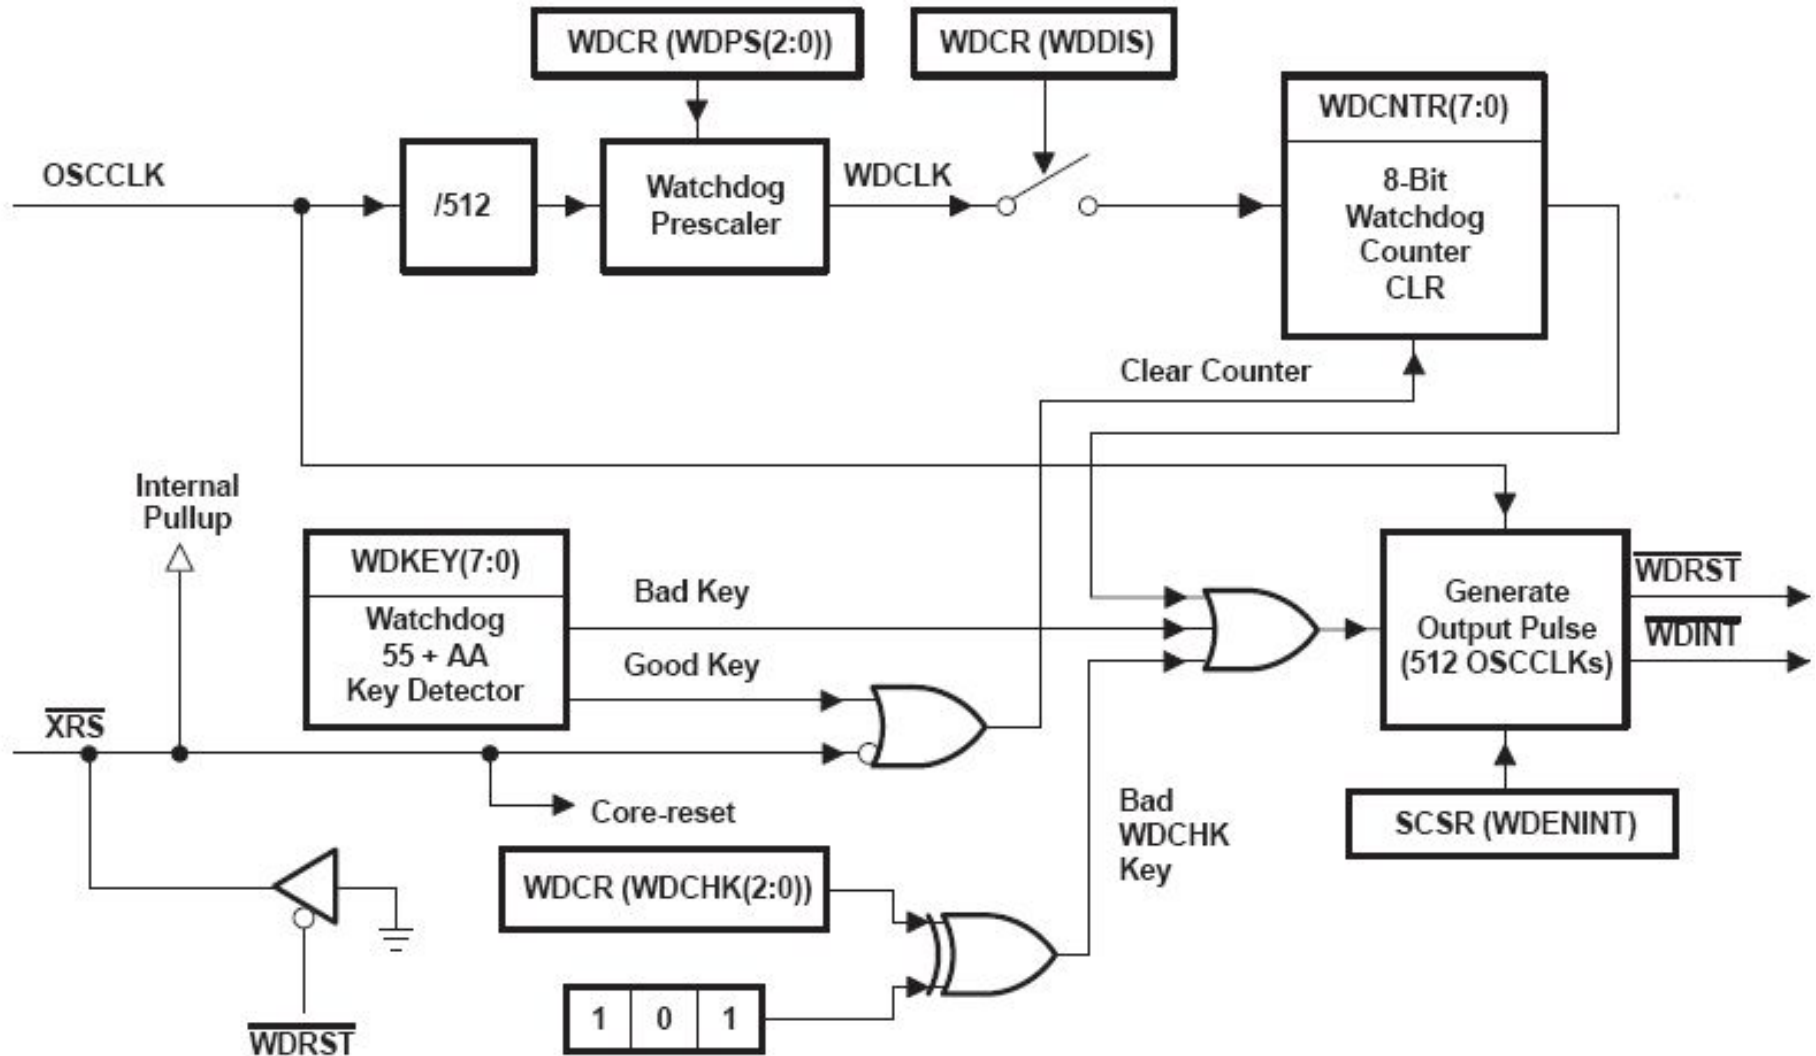 WDCR (WDPS(2:0))
WDCR (WDDIS)
WDCNTR(7:0)
8-Bit
Watchdog
Counter
CLR
OSCCLK
/512
Watchdog
Prescaler
WDCLK
Clear Counter
Internal
Pullup
WDKEY(7:0)
Watchdog
55 + AA
Key Detector
Bad Key
Good Key
Generate
Output Pulse
(512 OSCCLKs)
WDRST
WDINT
XRS
Core-reset
Bad
WDCHK
Key
SCSR (WDENINT)
WDCR (WDCHK(2:0))
1 0 1
WDRST